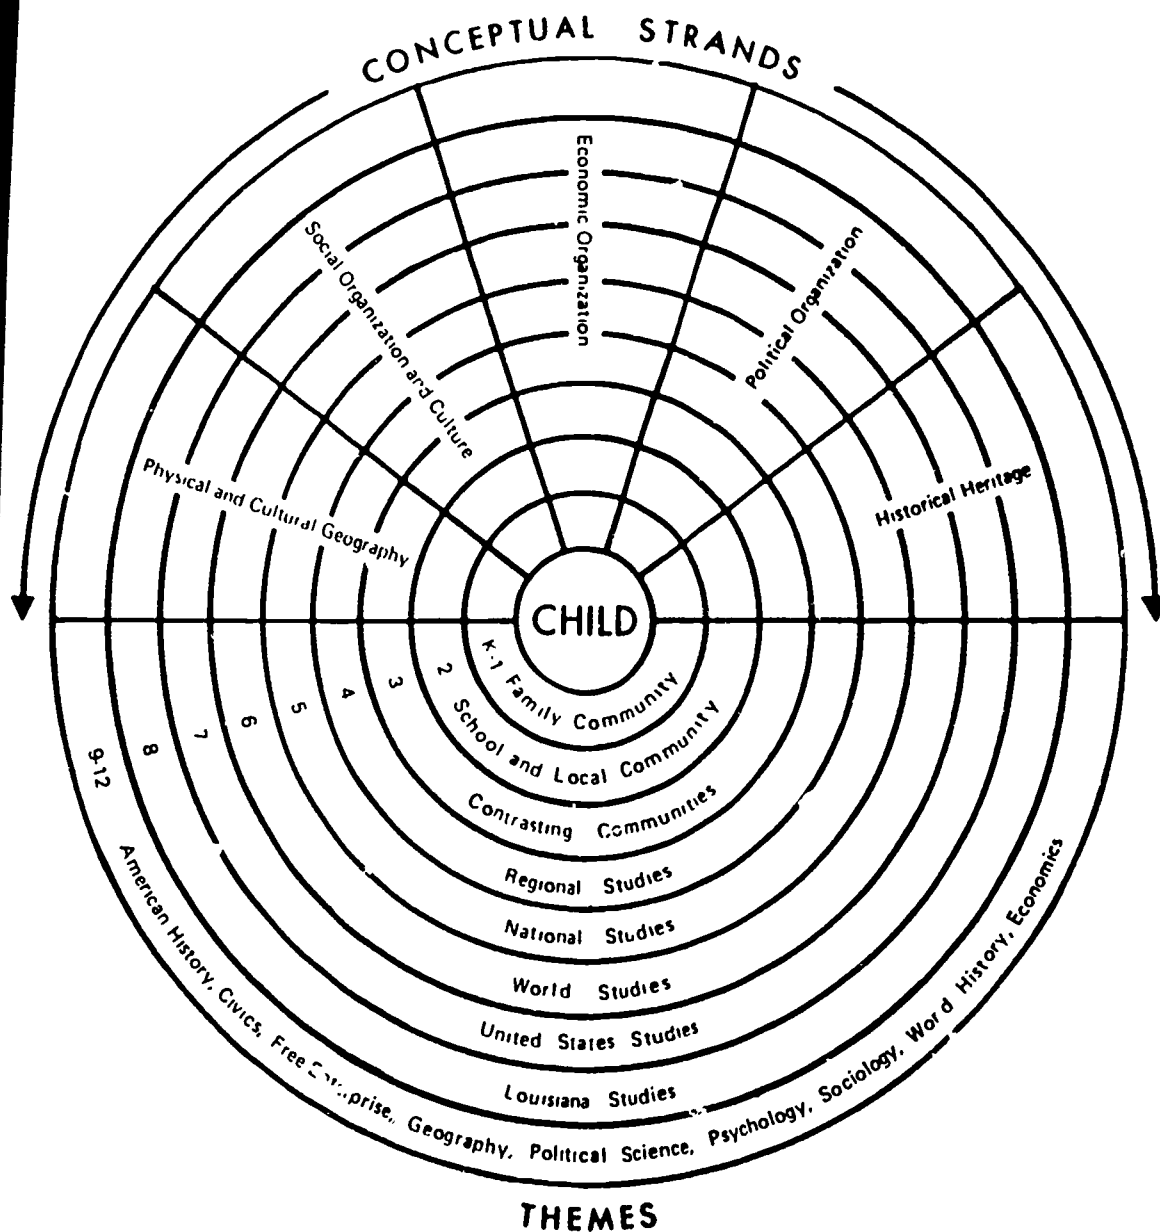 CONCEPTUAL STRANDS
Physical and Cultural Geography
Social Organization and Culture
Economic Organization
Political Organization
Historical Heritage
CHILD
K-1 Family Community
2 School and Local Community
3 Contrasting Communities
4 Regional Studies
5 National Studies
6 World Studies
7 United States Studies
8 Louisiana Studies
9-12 American History, Civics, Free Enterprise, Geography, Political Science, Psychology, Sociology, World History, Economics
THEMES